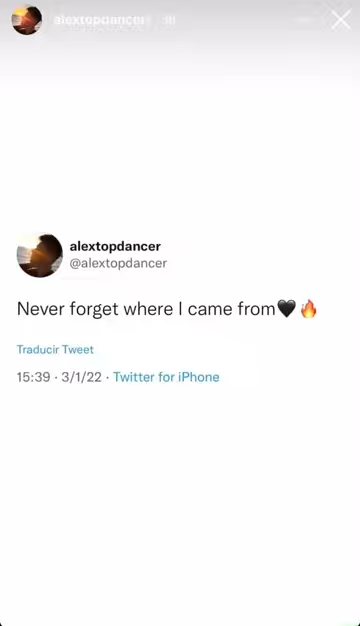 alextopdancer
alextopdancer
@alextopdancer
Never forget where I came from🖤🔥
Traducir Tweet
15:39 · 3/1/22 · Twitter for iPhone